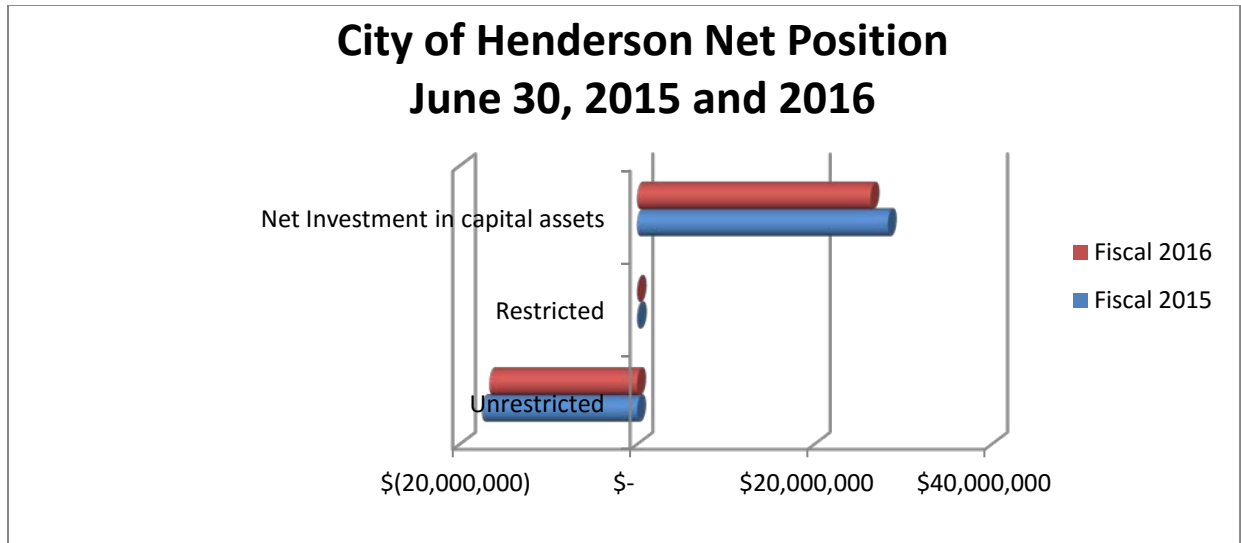 City of Henderson Net Position
June 30, 2015 and 2016
Net Investment in capital assets
Restricted
Unrestricted
$(20,000,000)
$-
$20,000,000
$40,000,000
Fiscal 2016
Fiscal 2015